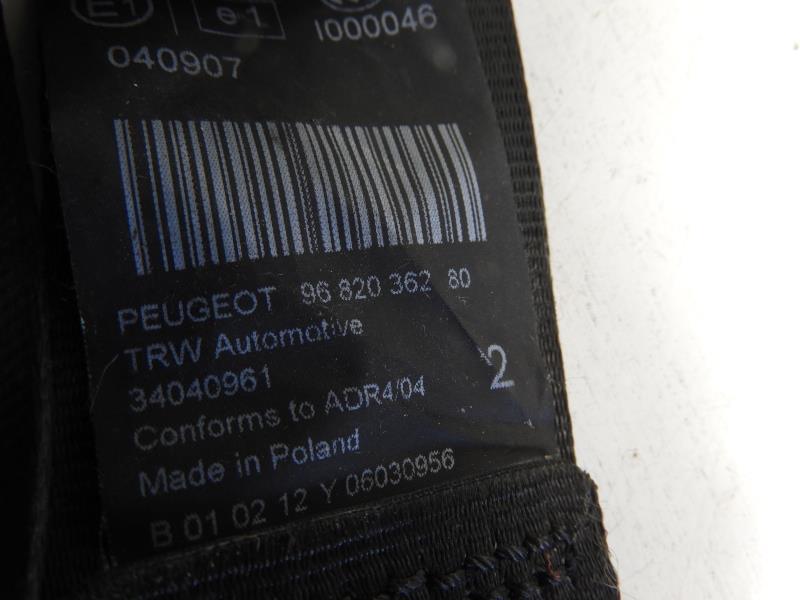 E1 e1 I000046
040907
PEUGEOT 96 820 362 80
TRW Automotive
34040961
2
Conforms to ADR4/04
Made in Poland
B 01 02 12 Y 06030956